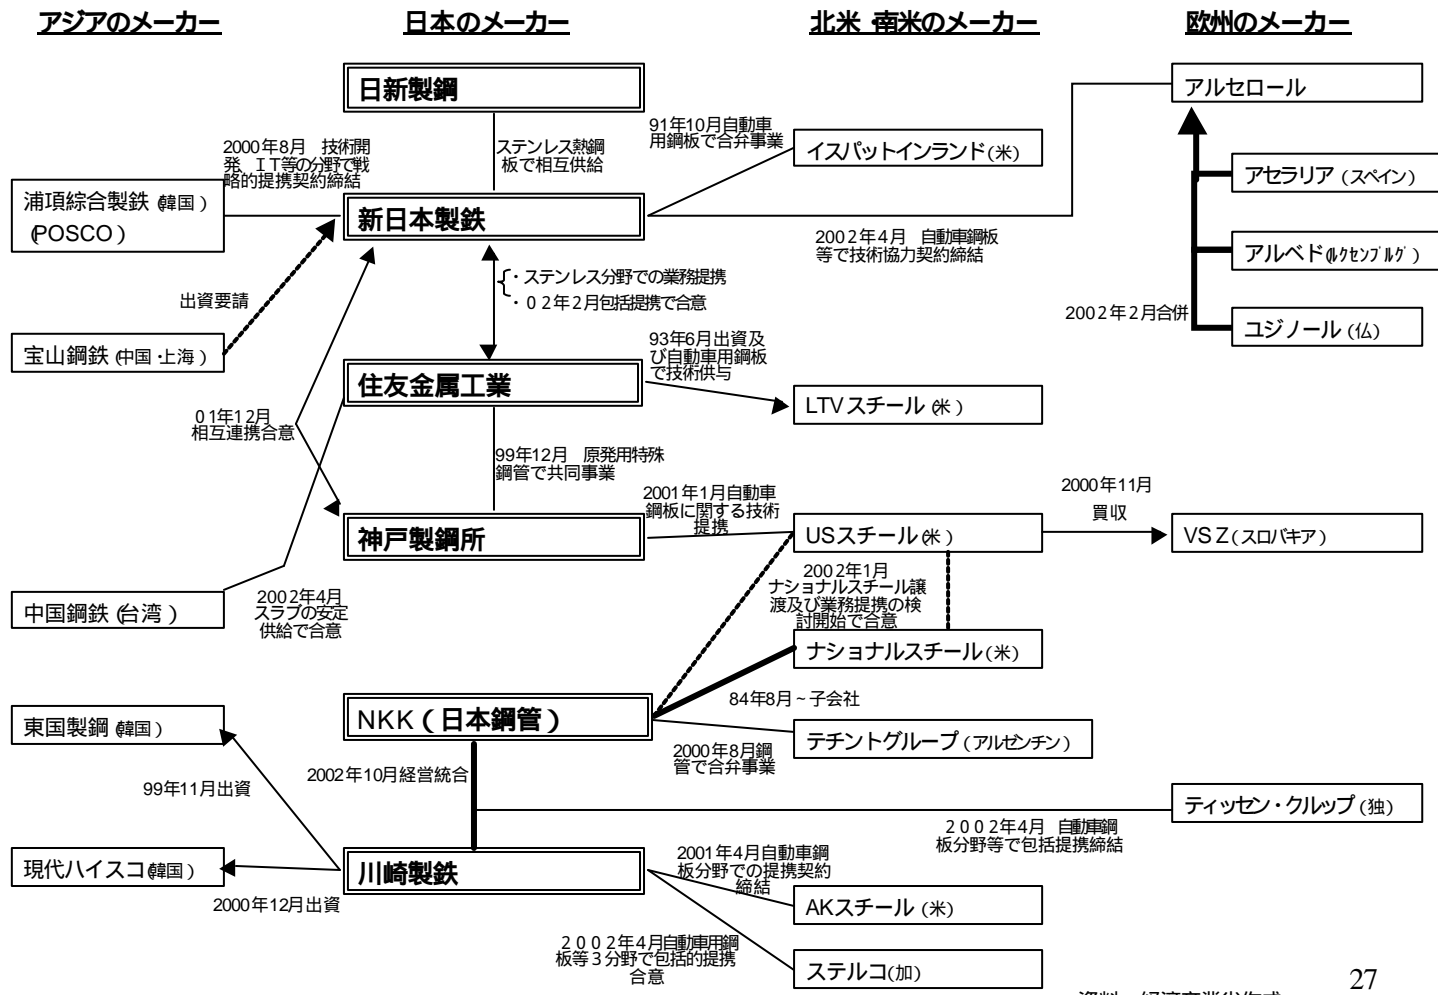 アジアのメーカー
日本のメーカー
北米・南米のメーカー
欧州のメーカー
日新製鋼
アルセロール
2000年8月　技術開
発、ＩＴ等の分野で戦
略的提携契約締結
ステンレス熱鋼
板で相互供給
91年10月自動車
用鋼板で合弁事業
イスパットインランド(米)
アセラリア (スペイン)
浦項綜合製鉄 (韓国)
(POSCO)
新日本製鉄
2002年4月　自動車鋼板
等で技術協力契約締結
アルベド(ルクセンブルグ)
・ステンレス分野での業務提携
・０２年２月包括提携で合意
出資要請
2002年2月合併
ユジノール (仏)
宝山鋼鉄 (中国・上海)
93年6月出資及
び自動車用鋼板
で技術供与
住友金属工業
LTVスチール (米)
01年12月
相互連携合意
99年12月　原発用特殊
鋼管で共同事業
2001年1月自動車
鋼板に関する技術
提携
2000年11月
買収
神戸製鋼所
USスチール(米)
VSZ(スロバキア)
2002年1月
ナショナルスチール譲
渡及び業務提携の検
討開始で合意
中国鋼鉄 (台湾)
2002年4月
スラブの安定
供給で合意
ナショナルスチール(米)
84年8月～子会社
NKK (日本鋼管)
東国製鋼 (韓国)
テチントグループ (アルゼンチン)
2000年8月鋼
管で合弁事業
2002年10月経営統合
99年11月出資
ティッセン・クルップ (独)
２００２年4月　自動車鋼
板分野等で包括提携締結
2001年4月自動車鋼
板分野での提携契約
締結
現代ハイスコ(韓国)
川崎製鉄
2000年12月出資
AKスチール (米)
２００２年4月自動車用鋼
板等３分野で包括的提携
合意
ステルコ(加)
27